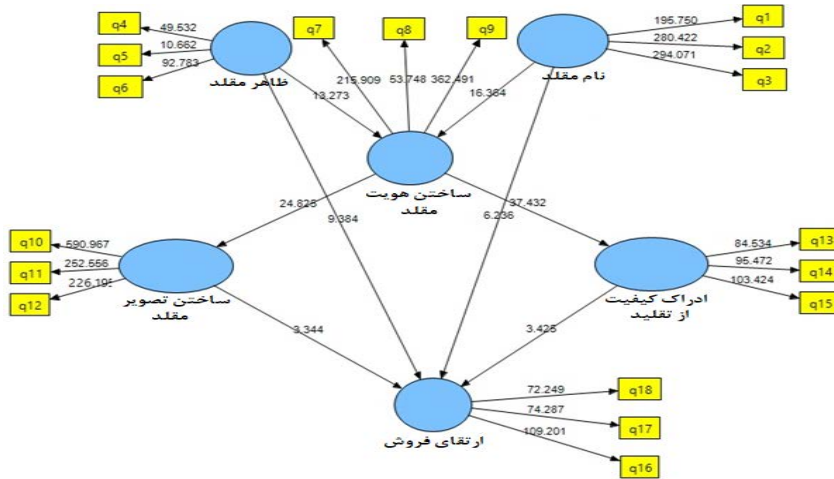 q4
49.532
q5
10.662
q6
92.783
ظاهر مقلد
q7
q8
q9
215.909
53.748
362.491
نام مقلد
195.750
q1
280.422
q2
294.071
q3
13.273
16.364
ساختن هویت
مقلد
24.825
9.384
6.236
37.432
q10
590.967
q11
252.556
q12
226.19
ساختن تصویر
مقلد
84.534
q13
95.472
q14
103.424
q15
ادراک کیفیت
از تقلید
3.344
3.425
ارتقای فروش
72.249
q18
74.287
q17
109.201
q16